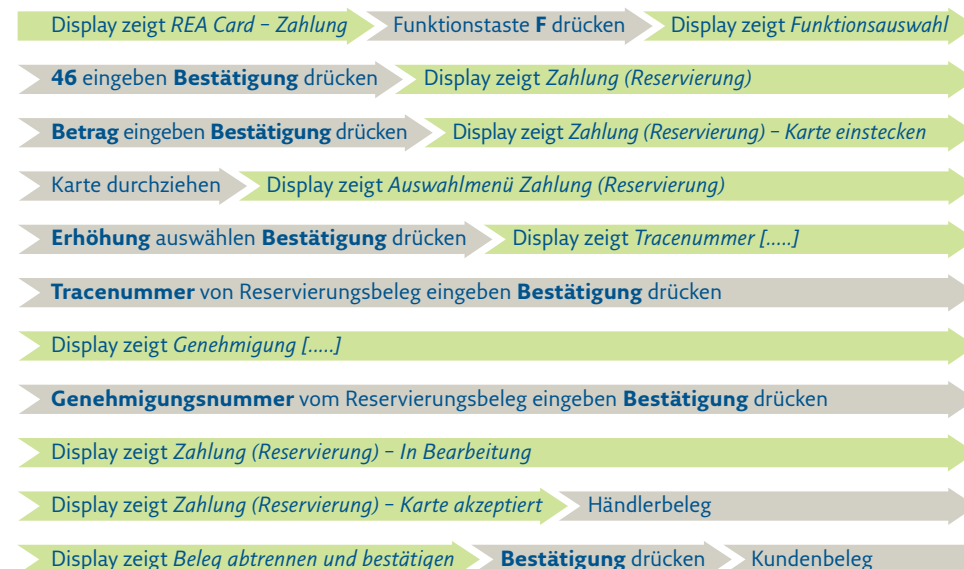 Display zeigt REA Card – Zahlung Funktionstaste F drücken Display zeigt Funktionsauswahl
46 eingeben Bestätigung drücken Display zeigt Zahlung (Reservierung)
Betrag eingeben Bestätigung drücken Display zeigt Zahlung (Reservierung) – Karte einstecken
Karte durchziehen Display zeigt Auswahlmenü Zahlung (Reservierung)
Erhöhung auswählen Bestätigung drücken Display zeigt Tracenummer [.....]
Tracenummer von Reservierungsbeleg eingeben Bestätigung drücken
Display zeigt Genehmigung [.....]
Genehmigungsnummer vom Reservierungsbeleg eingeben Bestätigung drücken
Display zeigt Zahlung (Reservierung) – In Bearbeitung
Display zeigt Zahlung (Reservierung) – Karte akzeptiert Händlerbeleg
Display zeigt Beleg abtrennen und bestätigen Bestätigung drücken Kundenbeleg